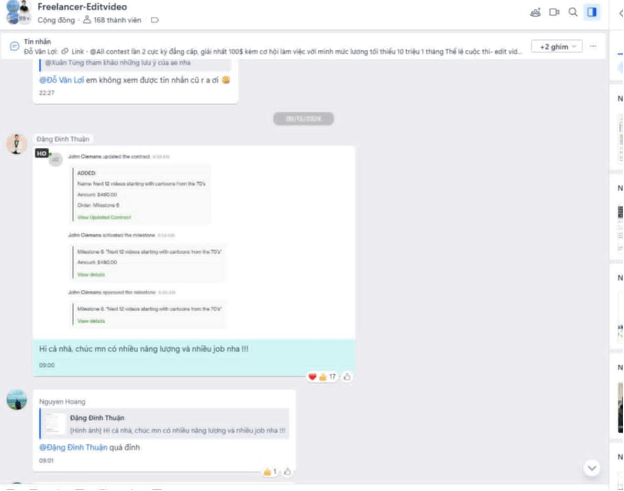 Freelancer-Editvideo
Cộng đồng · 168 thành viên
Tin nhắn
Đỗ Văn Lợi: Link - @All contest lần 2 cực kỳ đẳng cấp, giải nhất 100$ kèm cơ hội làm việc với mình mức lương tối thiểu 10 triệu 1 tháng Thể lệ cuộc thi- edit vid...
+2 ghim
@Xuân Tùng tham khảo những lưu ý của se nha
@Đỗ Văn Lợi em không xem được tin nhắn cũ r a ơi
22:27
Đặng Đình Thuận
HD
John Clemens updated the contract
ADDED:
Name: Next 12 videos starting with cartoons from the 70's
Amount: $480.00
Order: Milestone 6
View Updated Contract
John Clemens activated the milestone
Milestone 6: "Next 12 videos starting with cartoons from the 70's"
Amount: $480.00
View details
John Clemens approved the milestone
Milestone 6: "Next 12 videos starting with cartoons from the 70's"
View details
Hi cả nhà, chúc mn có nhiều năng lượng và nhiều job nha !!!
09:00
17
Nguyen Hoang
Đặng Đình Thuận
[Hình ảnh] Hi cả nhà, chúc mn có nhiều năng lượng và nhiều job nha !!!
@Đặng Đình Thuận quá đỉnh
09:01
1